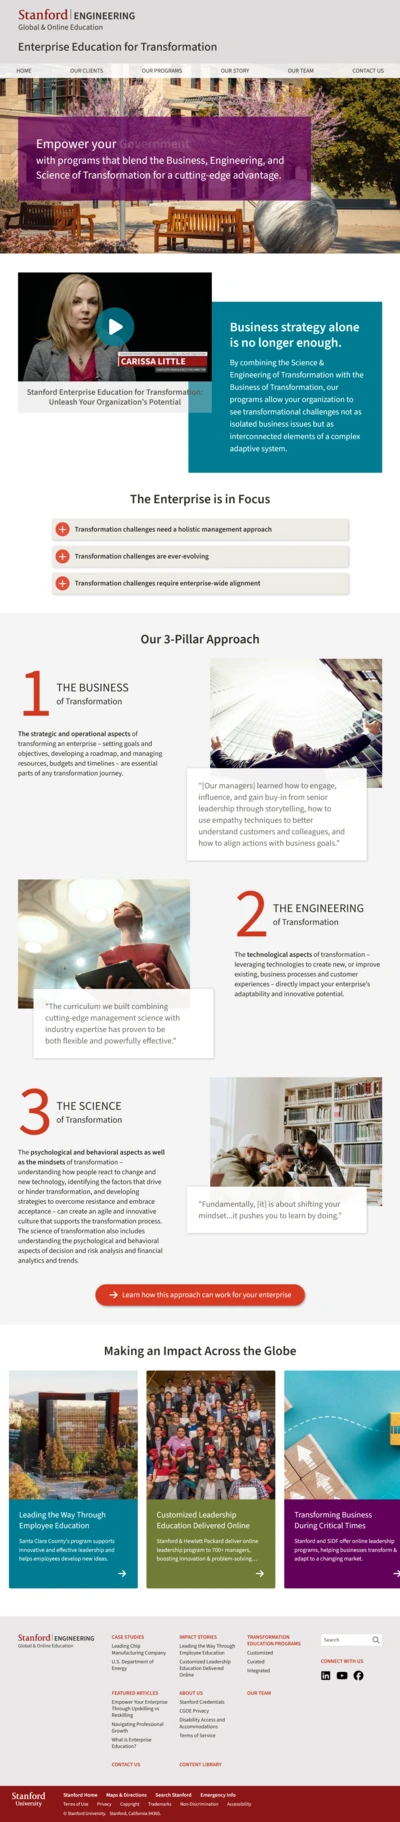 Stanford | ENGINEERING
Global & Online Education
Enterprise Education for Transformation
HOME OUR CLIENTS OUR PROGRAMS OUR STORY OUR TEAM CONTACT US
Empower your Government
with programs that blend the Business, Engineering, and
Science of Transformation for a cutting-edge advantage.
CARISSA LITTLE
Stanford Enterprise Education for Transformation:
Unleash Your Organization's Potential
Business strategy alone
is no longer enough.
By combining the Science &
Engineering of Transformation with the
Business of Transformation, our
programs allow your organization to
see transformational challenges not as
isolated business issues but as
interconnected elements of a complex
adaptive system.
The Enterprise is in Focus
Transformation challenges need a holistic management approach
Transformation challenges are ever-evolving
Transformation challenges require enterprise-wide alignment
Our 3-Pillar Approach
1 THE BUSINESS
of Transformation
The strategic and operational aspects of
transforming an enterprise – setting goals and
objectives, developing a roadmap, and managing
resources, budgets and timelines – are essential
parts of any transformation journey.
"[Our managers] learned how to engage,
influence, and gain buy-in from senior
leadership through storytelling, how to
use empathy techniques to better
understand customers and colleagues, and
how to align actions with business goals."
2 THE ENGINEERING
of Transformation
The technological aspects of transformation –
leveraging technologies to create new, or improve
existing, business processes and customer
experiences – directly impact your enterprise's
adaptability and innovative potential.
"The curriculum we built combining
cutting-edge management science with
industry expertise has proven to be
both flexible and powerfully effective."
3 THE SCIENCE
of Transformation
The psychological and behavioral aspects as well
as the mindsets of transformation –
understanding how people react to change and
new technology, identifying the factors that drive
or hinder transformation, and developing
strategies to overcome resistance and embrace
acceptance – can create an agile and innovative
culture that supports the transformation process.
The science of transformation also includes
understanding the psychological and behavioral
aspects of decision and risk analysis and financial
analytics and trends.
"Fundamentally, [it] is about shifting your
mindset...it pushes you to learn by doing."
Learn how this approach can work for your enterprise
Making an Impact Across the Globe
Leading the Way Through
Employee Education
Santa Clara County's program supports
innovative and effective leadership and
helps employees develop new ideas.
Customized Leadership
Education Delivered Online
Stanford & Hewlett Packard deliver online
leadership program to 700+ managers,
boosting innovation & problem-solving...
Transforming Business
During Critical Times
Stanford and SIDF offer online leadership
programs, helping businesses transform &
adapt to a changing market.
Stanford | ENGINEERING
Global & Online Education
CASE STUDIES
Leading Chip
Manufacturing Company
U.S. Department of
Energy
IMPACT STORIES
Leading the Way Through
Employee Education
Customized Leadership
Education Delivered
Online
TRANSFORMATION
EDUCATION PROGRAMS
Customized
Curated
Integrated
Search
CONNECT WITH US
FEATURED ARTICLES
Empower Your Enterprise
Through Upskilling vs
Reskilling
Navigating Professional
Growth
What is Enterprise
Education?
ABOUT US
Stanford Credentials
CGOE Privacy
Disability Access and
Accommodations
Terms of Service
OUR TEAM
CONTACT US
CONTENT LIBRARY
Stanford
University
Stanford Home Maps & Directions Search Stanford Emergency Info
Terms of Use Privacy Copyright Trademarks Non-Discrimination Accessibility
© Stanford University. Stanford, California 94305.